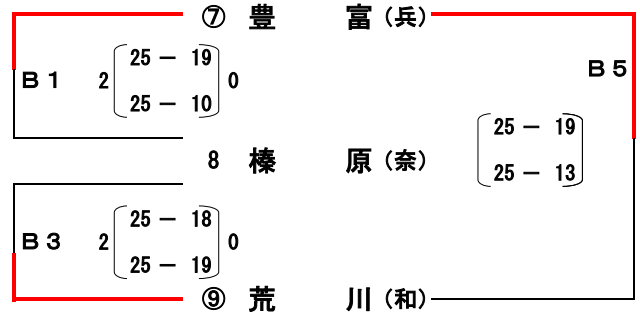 ⑦ 豊 富 (兵)
B1 2 25 － 19 0
25 － 10
B5
25 － 19
25 － 13
8 榛 原 (奈)
B3 2 25 － 18 0
25 － 19
⑨ 荒 川 (和)